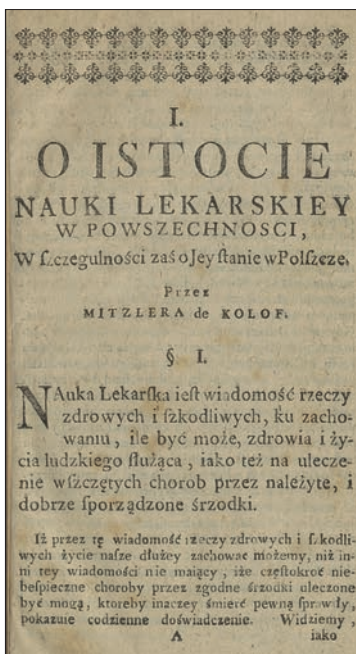 I.
O ISTOCIE
NAUKI LEKARSKIEY
W POWSZECHNOSCI,
W ſzczegulności zaś o Jey ſtanie w Polſzcze.
Przez
MITZLERA de KOLOF.
§ I.
NAuka Lekarſka ieſt wiadomość rzeczy
zdrowych i ſzkodliwych, ku zacho-
waniu, ile być może, zdrowia i ży-
cia ludzkiego ſłużąca, iako też na ulecze-
nie wſzczętych chorob przez należyte, i
dobrze ſporządzone śrzodki.
Iż przez tę wiadomość rzeczy zdrowych i ſzkodli-
wych życie naſze dłużey zachować możemy, niż in-
ni tey wiadomości nie maiący, iże częſtokroć nie-
beſpieczne choroby przez zgodne śrzodki uleczone
być mogą, ktoreby inaczey śmierć pewną ſprawiły,
pokazuie codzienne doświadczenie. Widziemy,
A iako